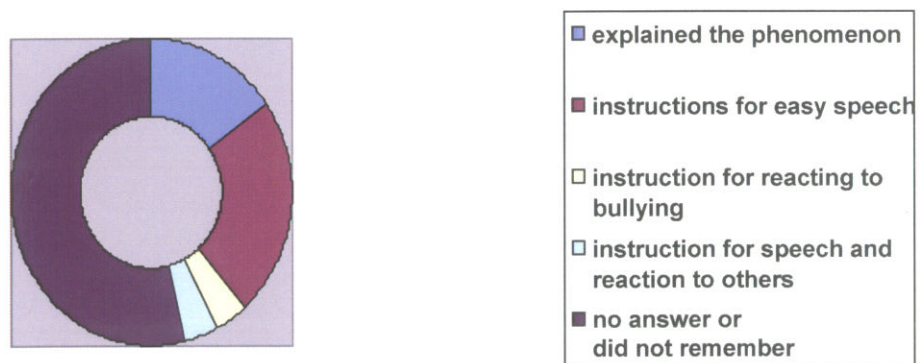 explained the phenomenon
instructions for easy speech
instruction for reacting to
bullying
instruction for speech and
reaction to others
no answer or
did not remember